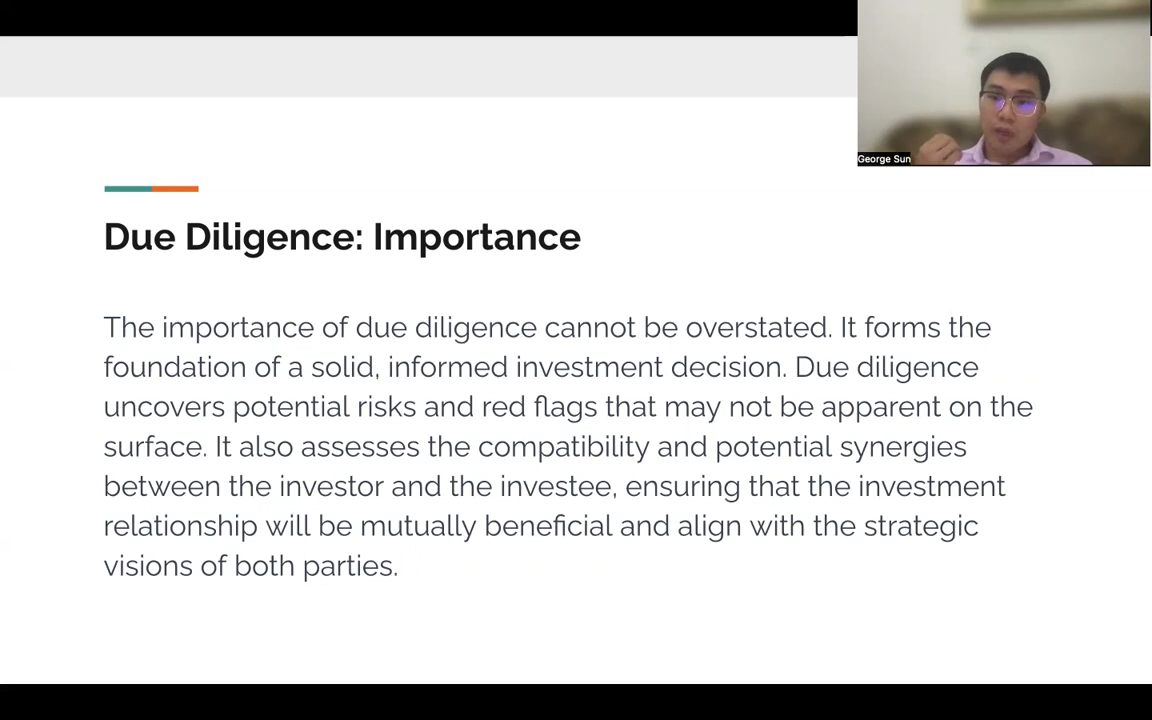 George Sun
Due Diligence: Importance
The importance of due diligence cannot be overstated. It forms the
foundation of a solid, informed investment decision. Due diligence
uncovers potential risks and red flags that may not be apparent on the
surface. It also assesses the compatibility and potential synergies
between the investor and the investee, ensuring that the investment
relationship will be mutually beneficial and align with the strategic
visions of both parties.